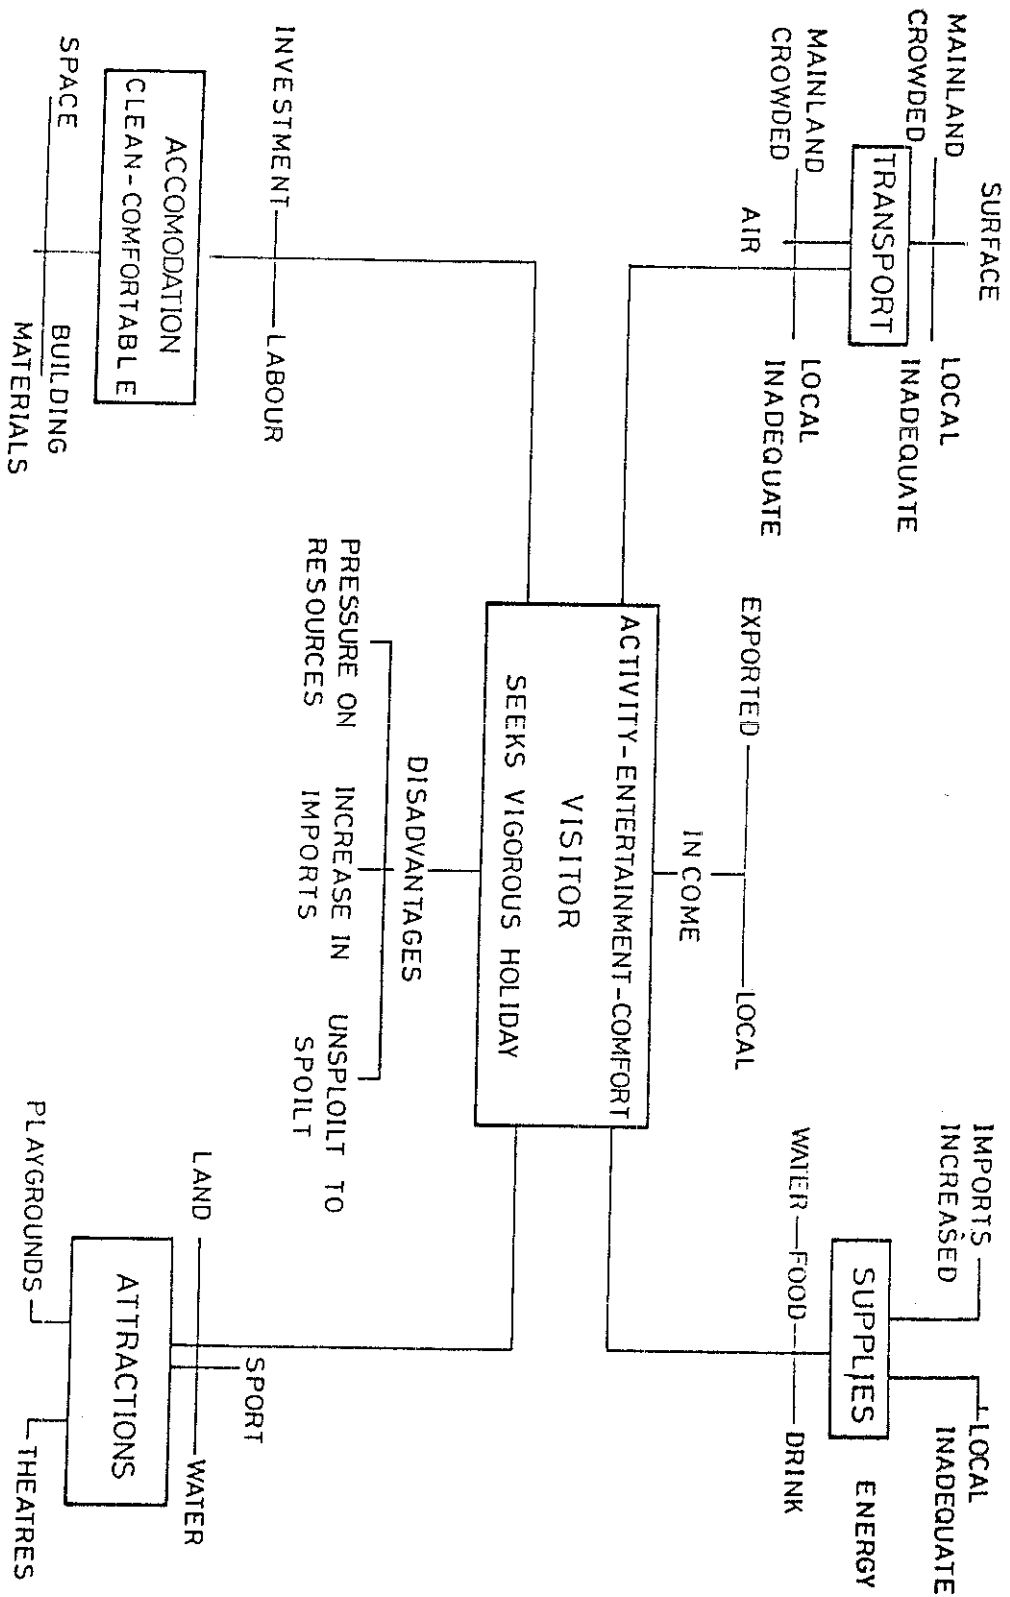 SURFACE
MAINLAND
CROWDED
LOCAL
INADEQUATE
TRANSPORT
MAINLAND
CROWDED
LOCAL
INADEQUATE
AIR
IMPORTS
INCREASED
LOCAL
INADEQUATE
SUPPLIES
ENERGY
WATER
FOOD
DRINK
EXPORTED
LOCAL
INCOME
ACTIVITY-ENTERTAINMENT-COMFORT
VISITOR
SEEKS VIGOROUS HOLIDAY
DISADVANTAGES
PRESSURE ON
RESOURCES
INCREASE IN
IMPORTS
UNSPLOILT TO
SPOILT
INVESTMENT
LABOUR
ACCOMODATION
CLEAN-COMFORTABLE
SPACE
BUILDING
MATERIALS
SPORT
LAND
WATER
ATTRACTIONS
PLAYGROUNDS
THEATRES